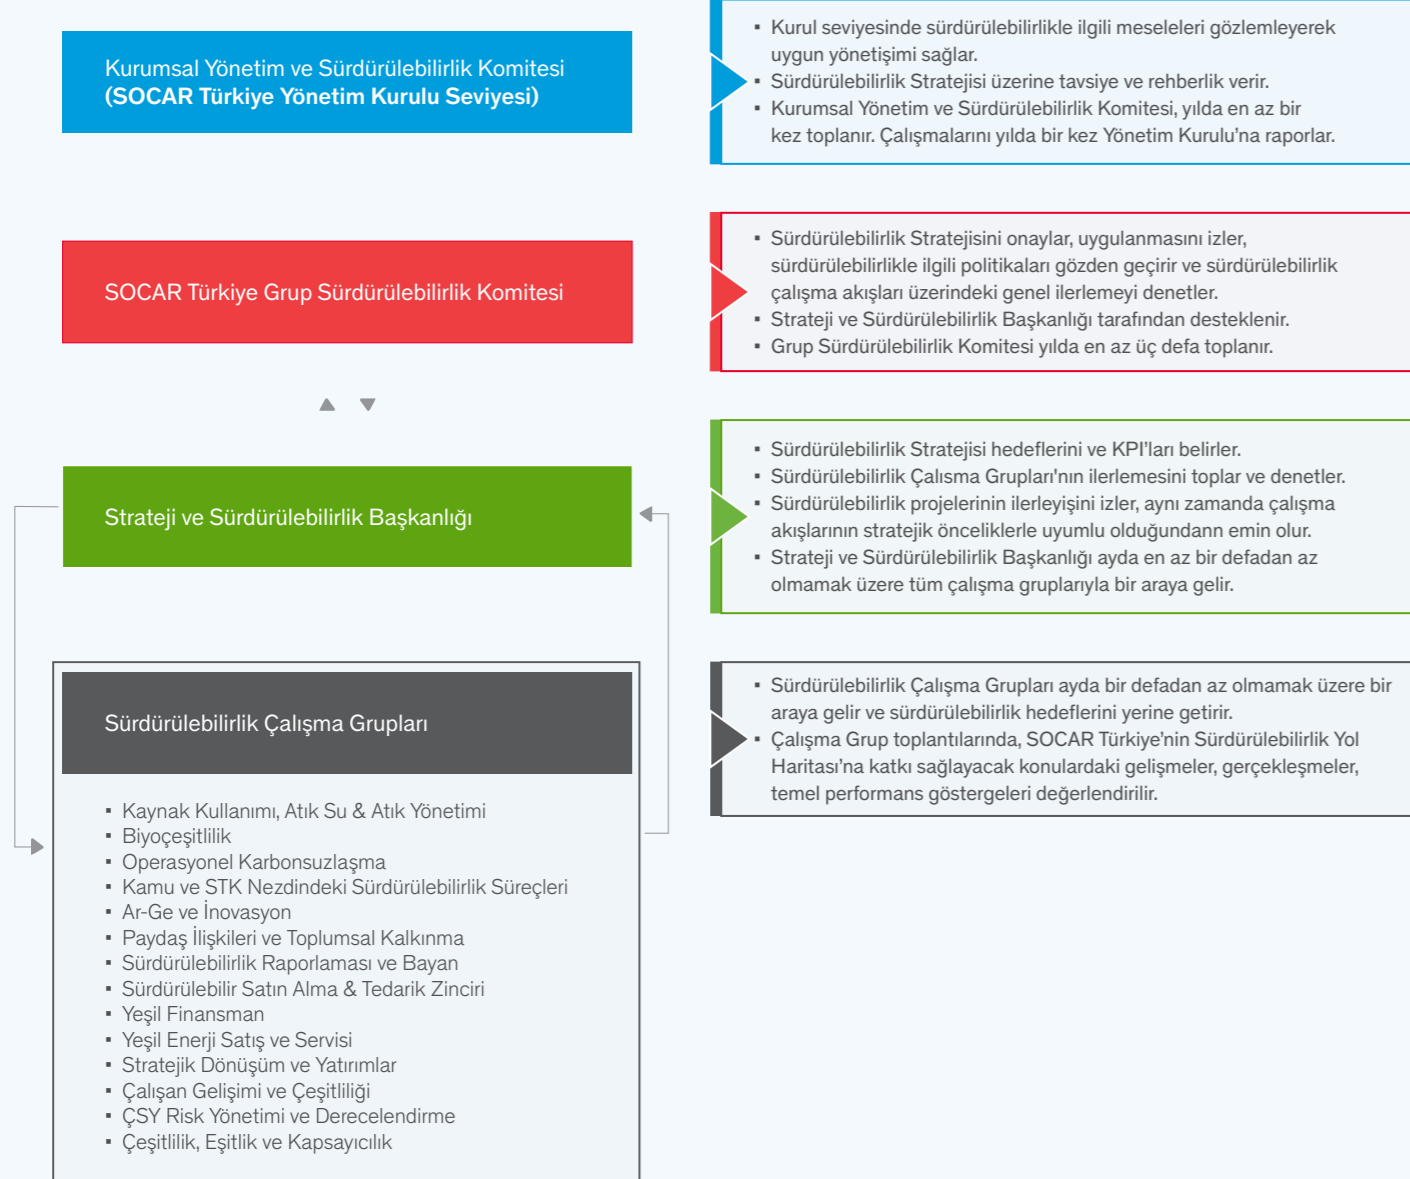 Kurumsal Yönetim ve Sürdürülebilirlik Komitesi
(SOCAR Türkiye Yönetim Kurulu Seviyesi)
▪ Kurul seviyesinde sürdürülebilirlikle ilgili meseleleri gözlemleyerek
uygun yönetişimi sağlar.
▪ Sürdürülebilirlik Stratejisi üzerine tavsiye ve rehberlik verir.
▪ Kurumsal Yönetim ve Sürdürülebilirlik Komitesi, yılda en az bir
kez toplanır. Çalışmalarını yılda bir kez Yönetim Kurulu’na raporlar.
SOCAR Türkiye Grup Sürdürülebilirlik Komitesi
▪ Sürdürülebilirlik Stratejisini onaylar, uygulanmasını izler,
sürdürülebilirlikle ilgili politikaları gözden geçirir ve sürdürülebilirlik
çalışma akışları üzerindeki genel ilerlemeyi denetler.
▪ Strateji ve Sürdürülebilirlik Başkanlığı tarafından desteklenir.
▪ Grup Sürdürülebilirlik Komitesi yılda en az üç defa toplanır.
Strateji ve Sürdürülebilirlik Başkanlığı
▪ Sürdürülebilirlik Stratejisi hedeflerini ve KPI’ları belirler.
▪ Sürdürülebilirlik Çalısma Grupları'nın ilerlemesini toplar ve denetler.
▪ Sürdürülebilirlik projelerinin ilerleyişini izler, aynı zamanda çalışma
akışlarının stratejik önceliklerle uyumlu olduğundann emin olur.
▪ Strateji ve Sürdürülebilirlik Başkanlığı ayda en az bir defadan az
olmamak üzere tüm çalışma gruplarıyla bir araya gelir.
Sürdürülebilirlik Çalışma Grupları
▪ Kaynak Kullanımı, Atık Su & Atık Yönetimi
▪ Biyoçeşitlilik
▪ Operasyonel Karbonsuzlaşma
▪ Kamu ve STK Nezdindeki Sürdürülebilirlik Süreçleri
▪ Ar-Ge ve İnovasyon
▪ Paydaş İlişkileri ve Toplumsal Kalkınma
▪ Sürdürülebilirlik Raporlaması ve Bayan
▪ Sürdürülebilir Satın Alma & Tedarik Zinciri
▪ Yeşil Finansman
▪ Yeşil Enerji Satış ve Servisi
▪ Stratejik Dönüşüm ve Yatırımlar
▪ Çalışan Gelişimi ve Çeşitliliği
▪ ÇSY Risk Yönetimi ve Derecelendirme
▪ Çeşitlilik, Eşitlik ve Kapsayıcılık
▪ Sürdürülebilirlik Çalışma Grupları ayda bir defadan az olmamak üzere bir
araya gelir ve sürdürülebilirlik hedeflerini yerine getirir.
▪ Çalışma Grup toplantılarında, SOCAR Türkiye’nin Sürdürülebilirlik Yol
Haritası’na katkı sağlayacak konulardaki gelişmeler, gerçekleşmeler,
temel performans göstergeleri değerlendirilir.